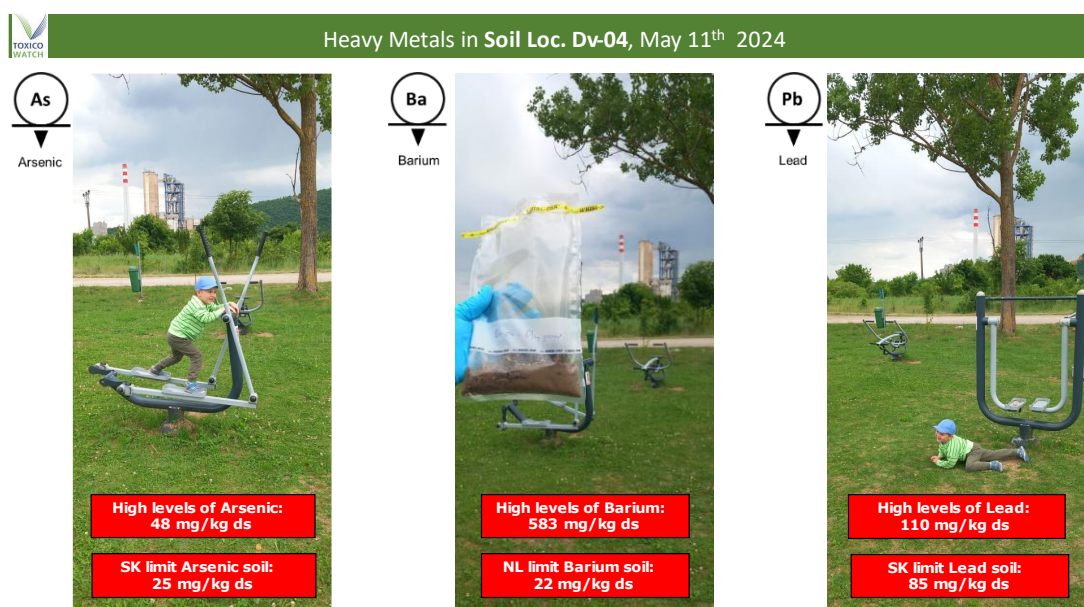 TOXICO
WATCH
Heavy Metals in Soil Loc. Dv-04, May 11th 2024
As
Arsenic
Ba
Barium
Pb
Lead
High levels of Arsenic:
48 mg/kg ds
SK limit Arsenic soil:
25 mg/kg ds
High levels of Barium:
583 mg/kg ds
NL limit Barium soil:
22 mg/kg ds
High levels of Lead:
110 mg/kg ds
SK limit Lead soil:
85 mg/kg ds